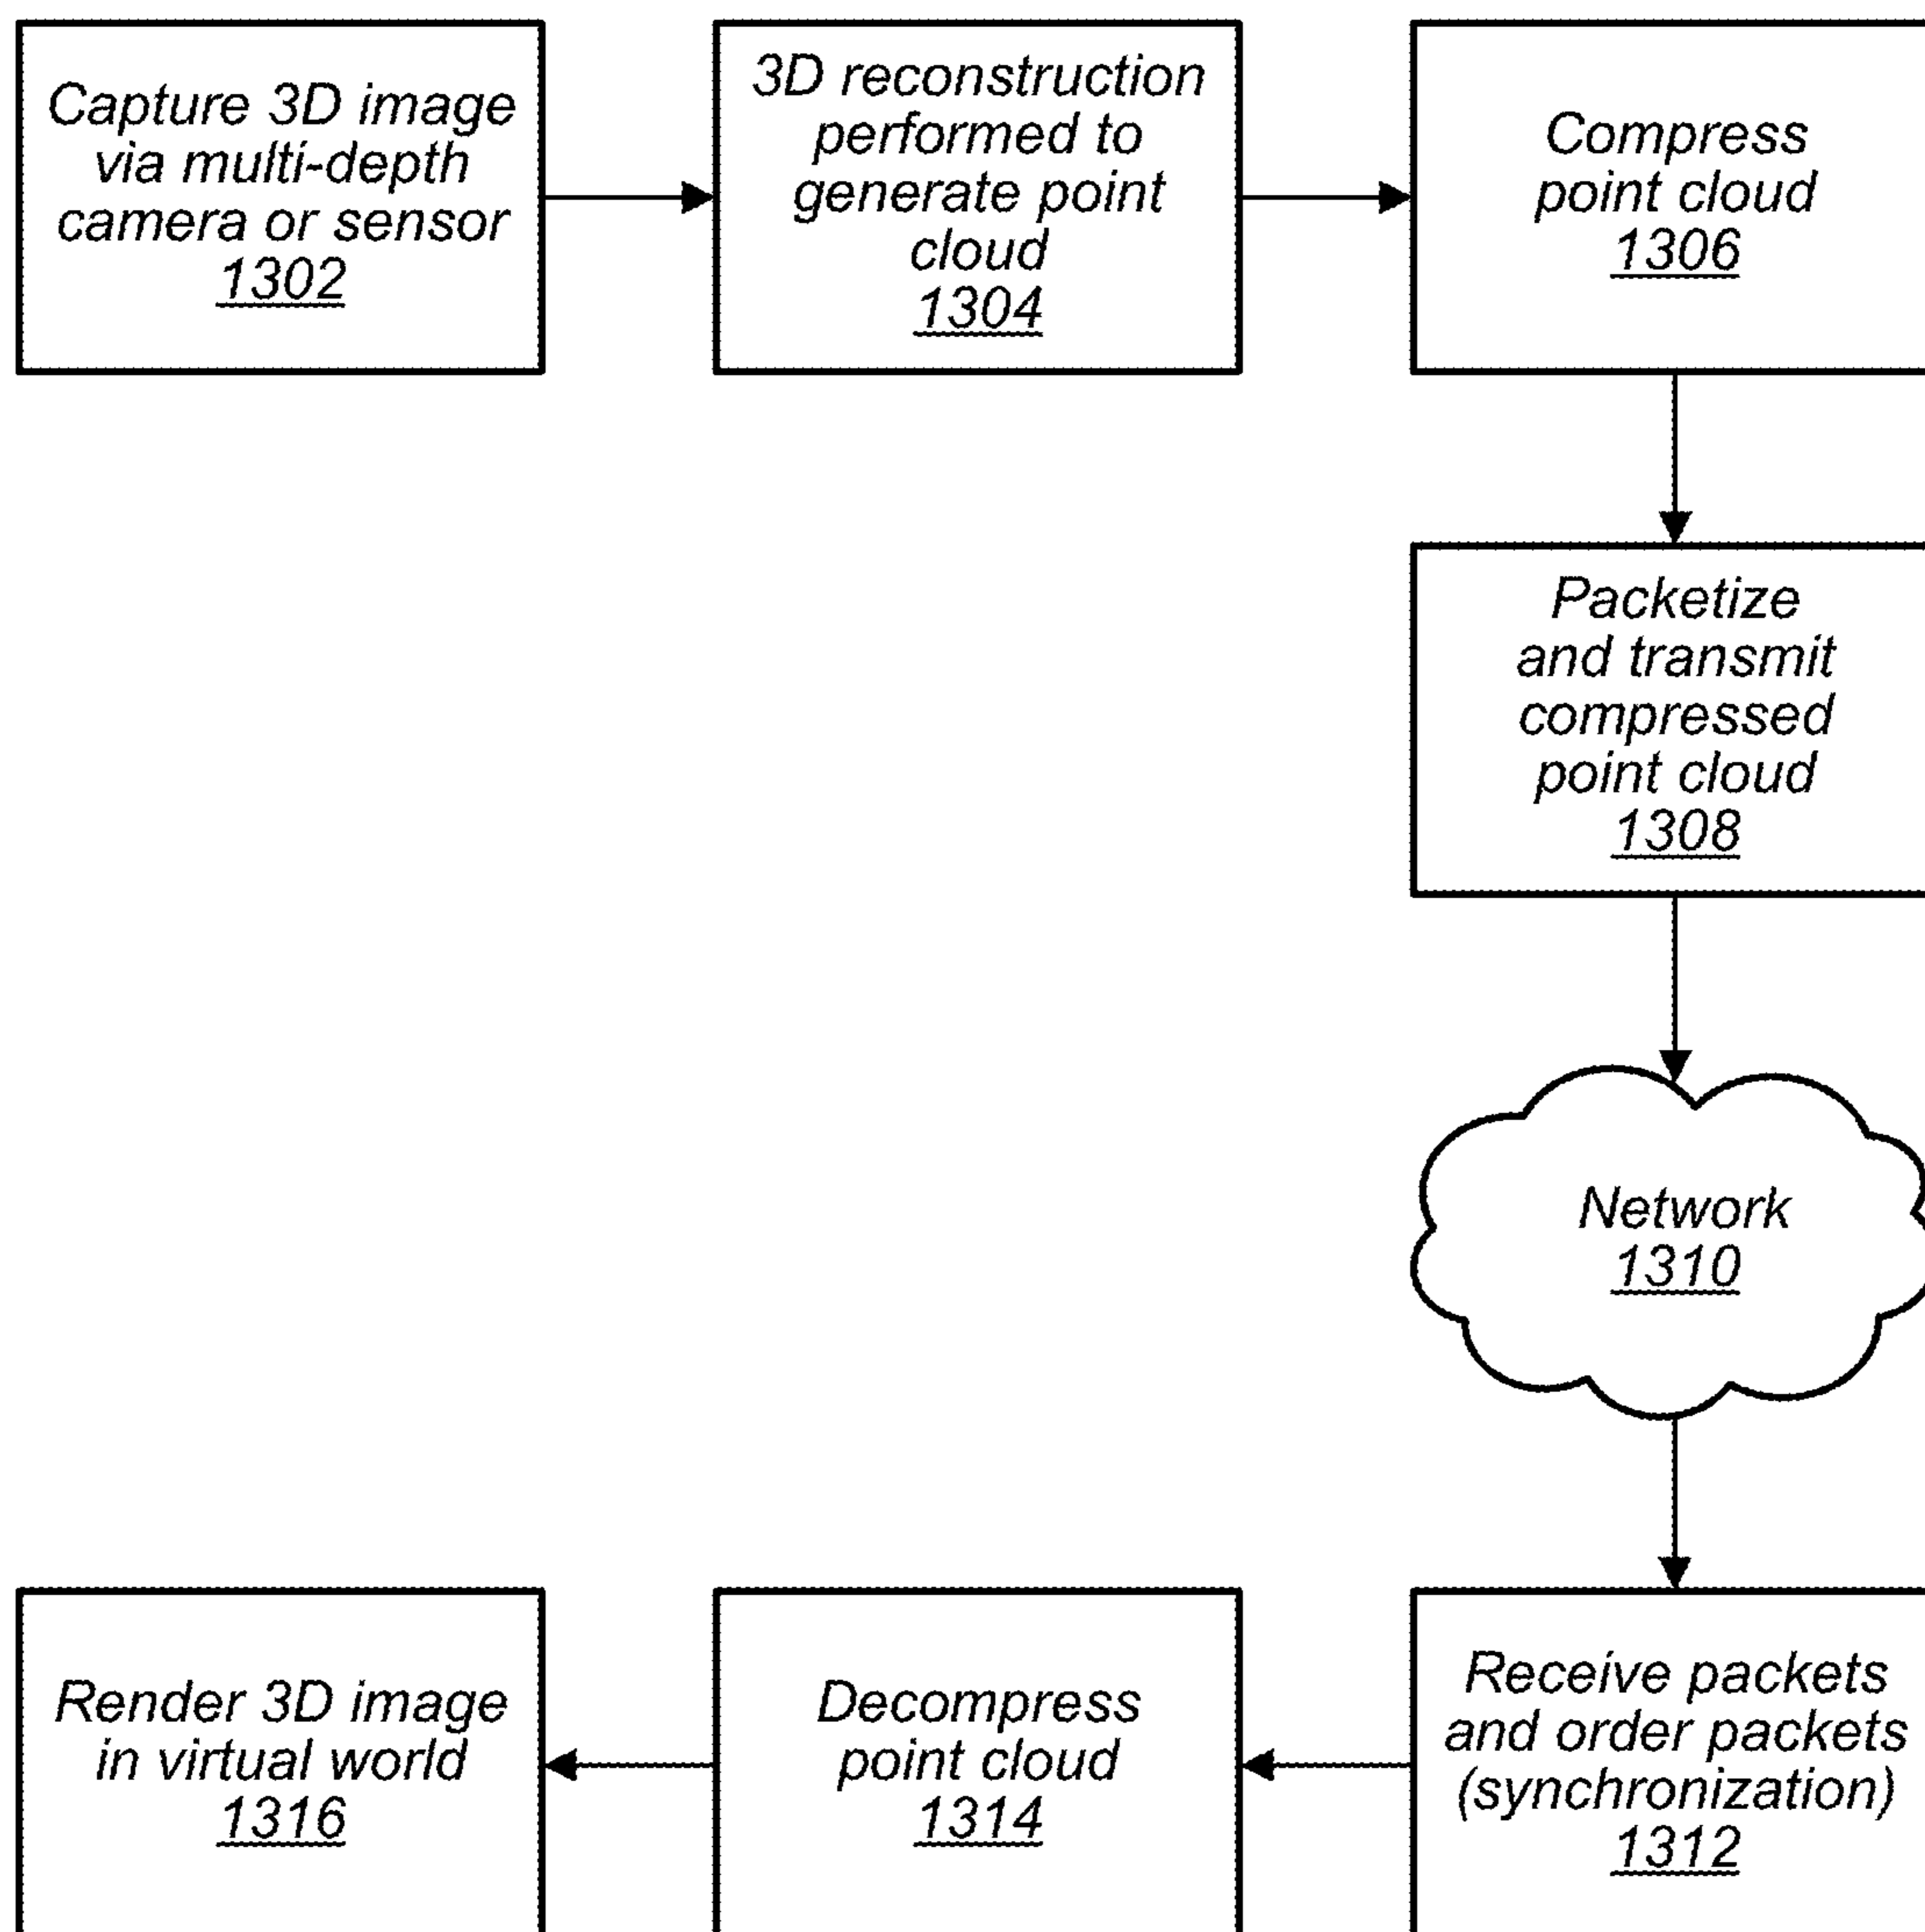 Capture 3D image
via multi-depth
camera or sensor
1302
3D reconstruction
performed to
generate point
cloud
1304
Compress
point cloud
1306
Packetize
and transmit
compressed
point cloud
1308
Network
1310
Receive packets
and order packets
(synchronization)
1312
Decompress
point cloud
1314
Render 3D image
in virtual world
1316